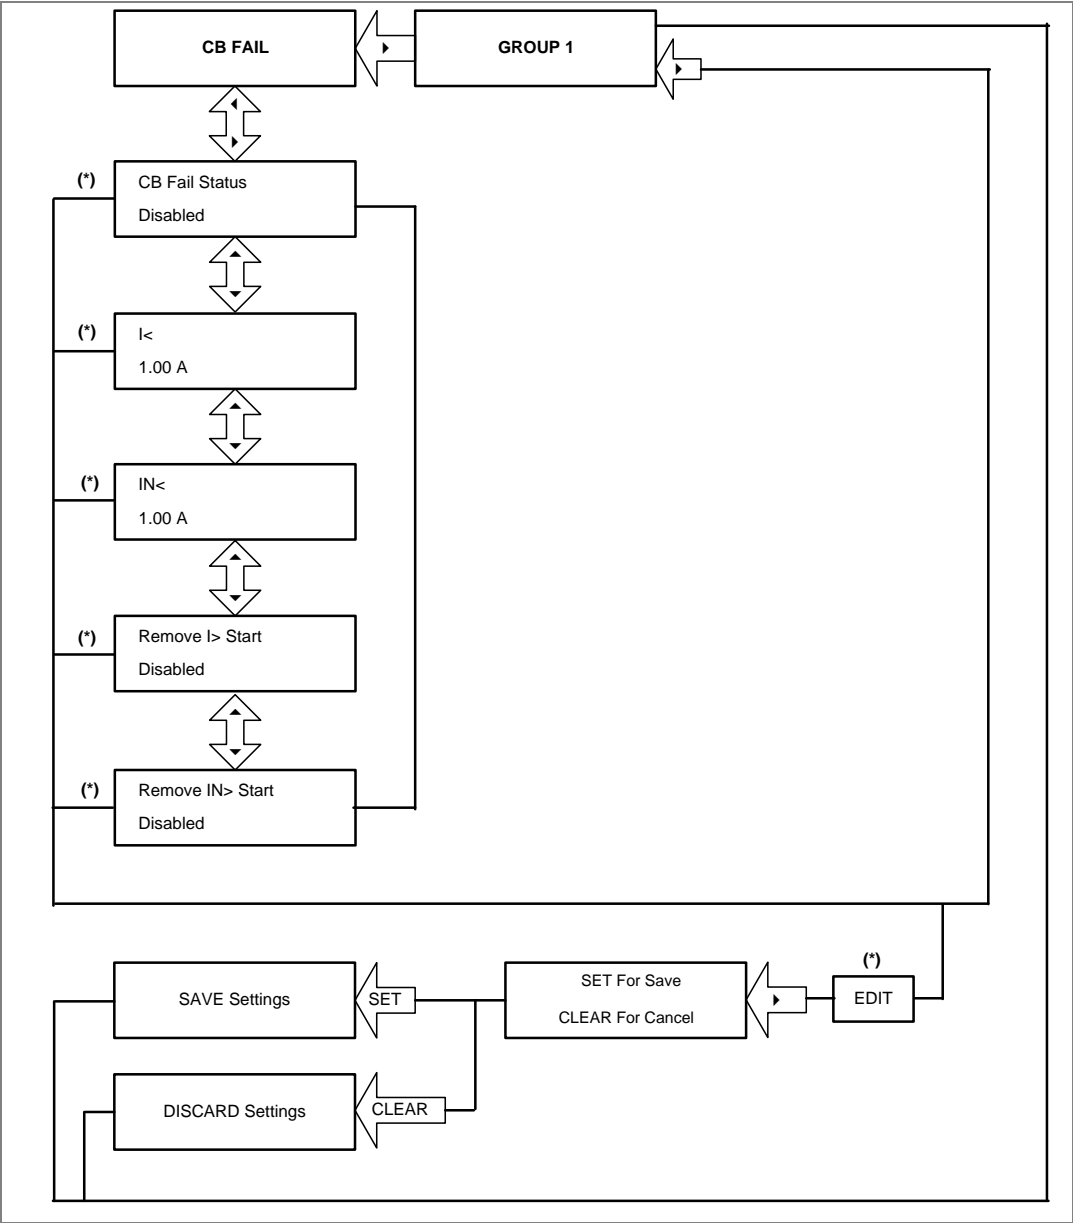 CB FAIL
GROUP 1
(*)
CB Fail Status
Disabled
(*)
I<
1.00 A
(*)
IN<
1.00 A
(*)
Remove I> Start
Disabled
(*)
Remove IN> Start
Disabled
(*)
SAVE Settings
SET
SET For Save
CLEAR For Cancel
EDIT
DISCARD Settings
CLEAR